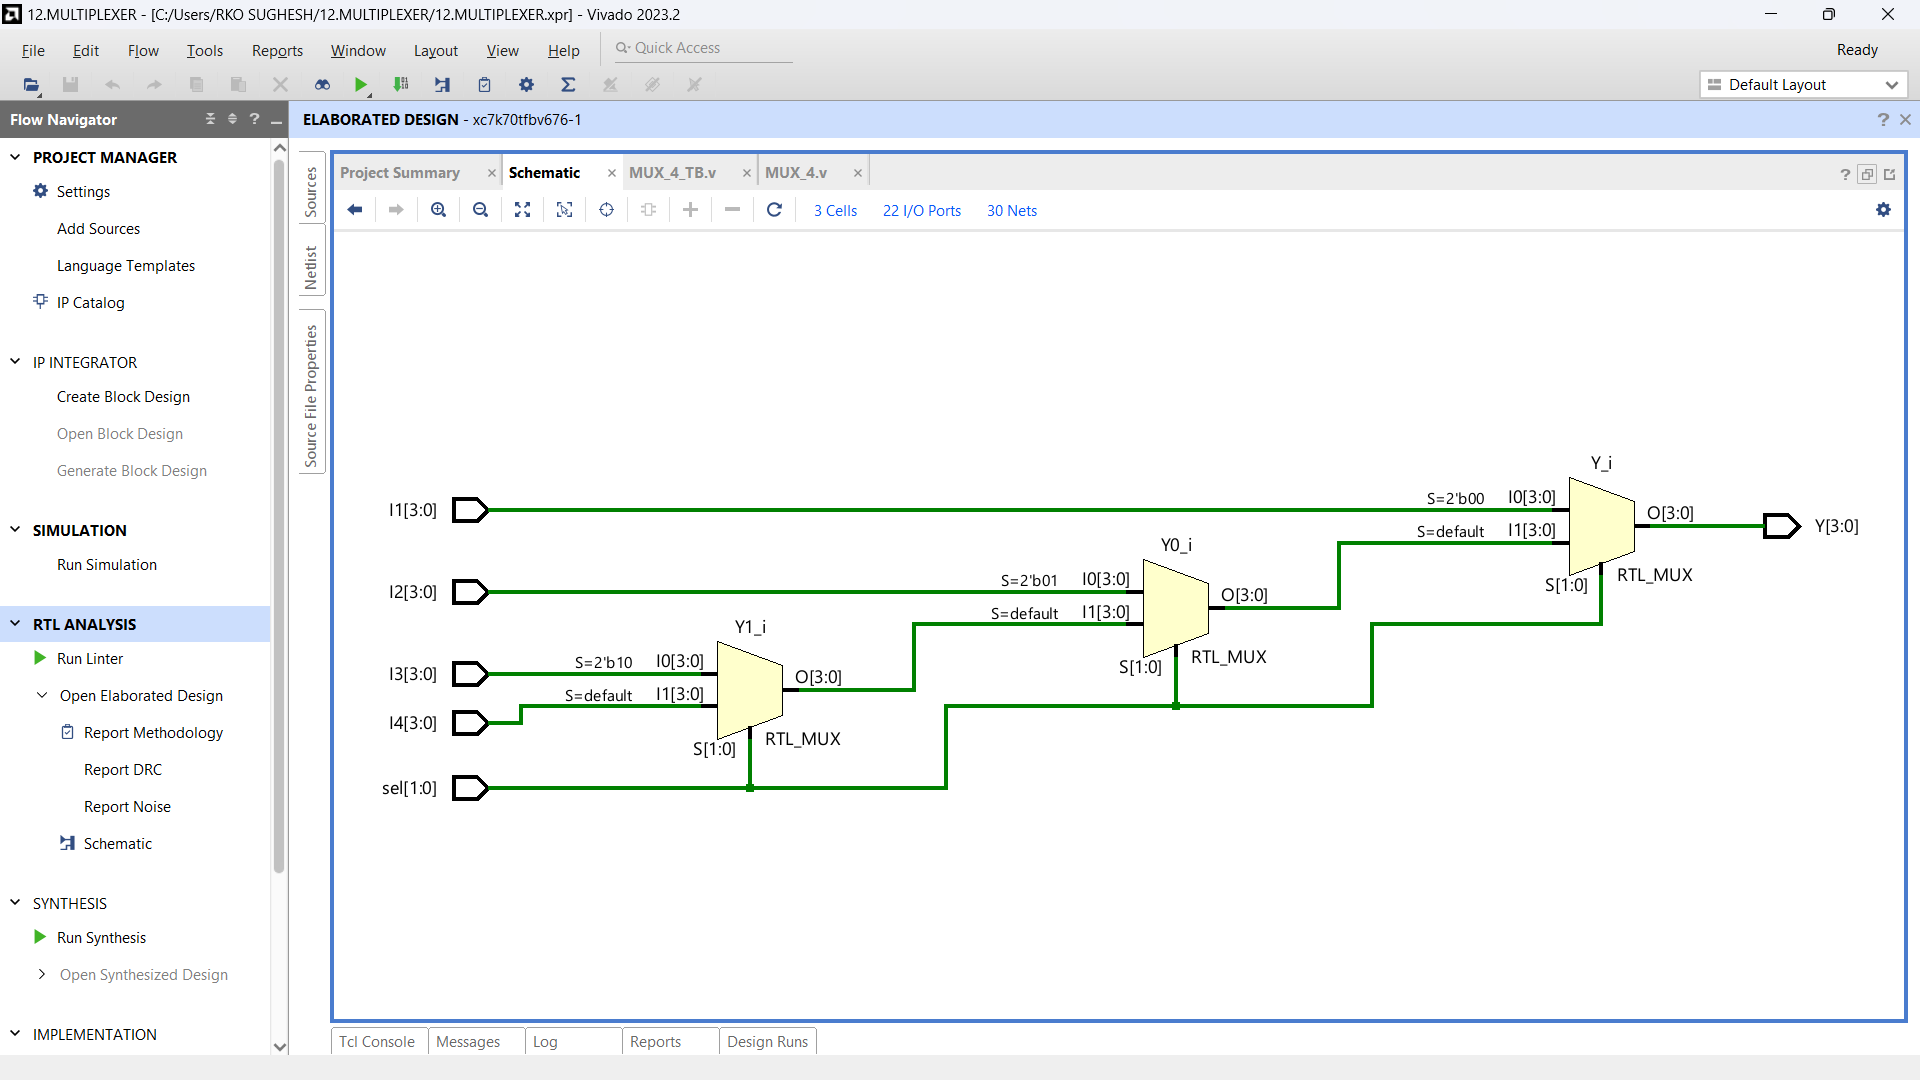 12.MULTIPLEXER - [C:/Users/RKO SUGHESH/12.MULTIPLEXER/12.MULTIPLEXER.xpr] - Vivado 2023.2
File Edit Flow Tools Reports Window Layout View Help Quick Access Ready
Default Layout
Flow Navigator
ELABORATED DESIGN - xc7k70tfbv676-1
PROJECT MANAGER
Settings
Add Sources
Language Templates
IP Catalog
IP INTEGRATOR
Create Block Design
Open Block Design
Generate Block Design
SIMULATION
Run Simulation
RTL ANALYSIS
Run Linter
Open Elaborated Design
Report Methodology
Report DRC
Report Noise
Schematic
SYNTHESIS
Run Synthesis
Open Synthesized Design
IMPLEMENTATION
Sources
Netlist
Source File Properties
Project Summary Schematic MUX_4_TB.v MUX_4.v
3 Cells 22 I/O Ports 30 Nets
Y_i
I1[3:0] S=2'b00 I0[3:0] O[3:0] Y[3:0]
S=default I1[3:0]
S[1:0] RTL_MUX
Y0_i
I2[3:0] S=2'b01 I0[3:0] O[3:0]
S=default I1[3:0]
S[1:0] RTL_MUX
Y1_i
I3[3:0] S=2'b10 I0[3:0] O[3:0]
I4[3:0] S=default I1[3:0]
S[1:0] RTL_MUX
sel[1:0]
Tcl Console Messages Log Reports Design Runs